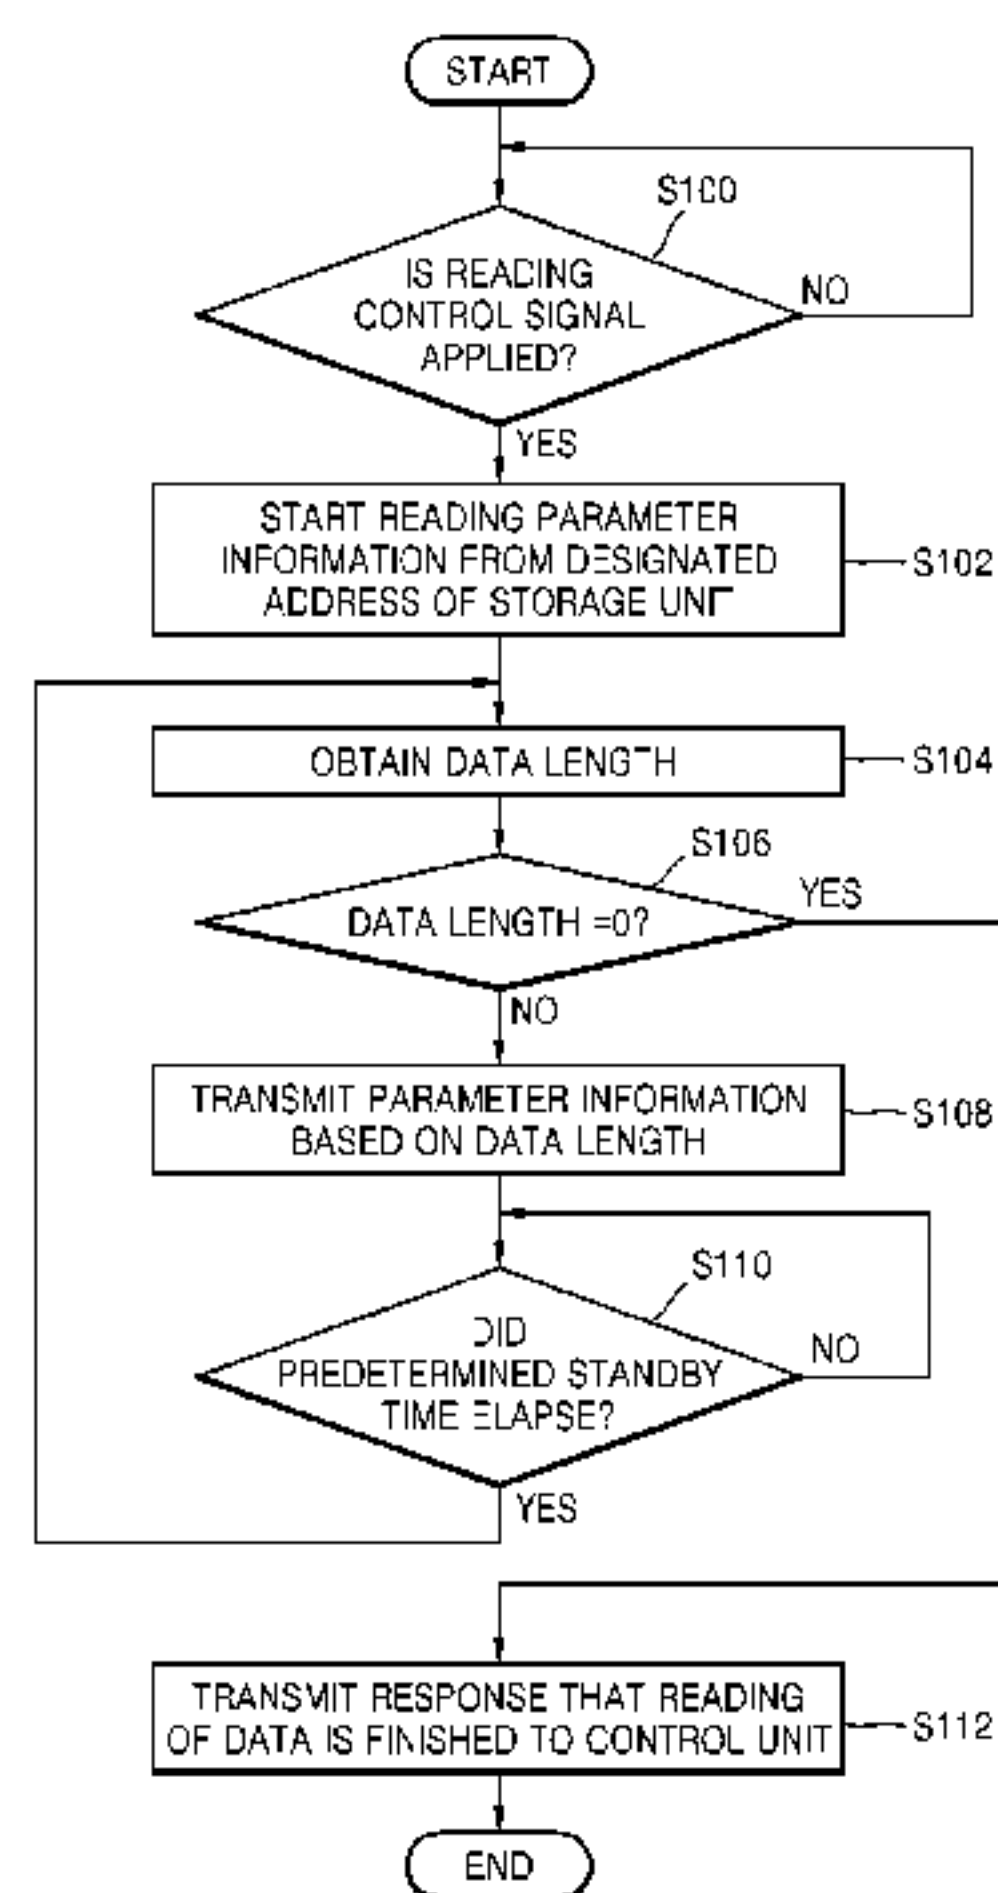 START
S100
IS READING
CONTROL SIGNAL
APPLIED?
NO
YES
START READING PARAMETER
INFORMATION FROM DESIGNATED
ADDRESS OF STORAGE UNIT
S102
OBTAIN DATA LENGTH
S104
S106
DATA LENGTH =0?
YES
NO
TRANSMIT PARAMETER INFORMATION
BASED ON DATA LENGTH
S108
S110
DID
PREDETERMINED STANDBY
TIME ELAPSE?
NO
YES
TRANSMIT RESPONSE THAT READING
OF DATA IS FINISHED TO CONTROL UNIT
S112
END